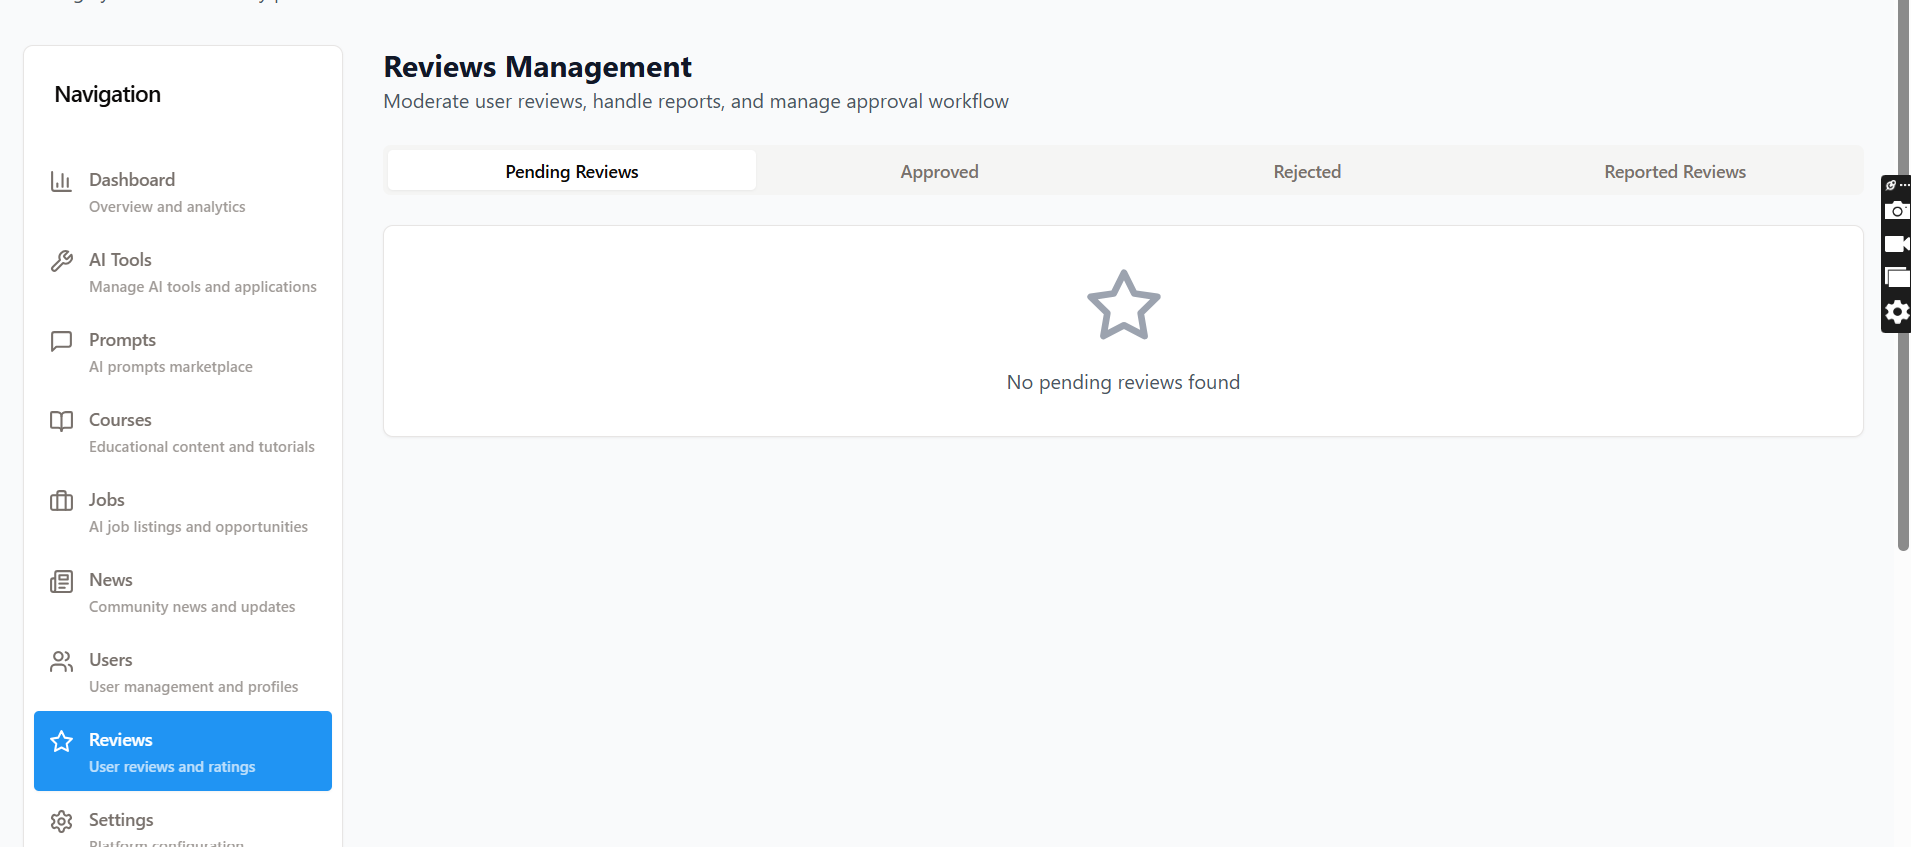 Navigation
Dashboard
Overview and analytics
AI Tools
Manage AI tools and applications
Prompts
AI prompts marketplace
Courses
Educational content and tutorials
Jobs
AI job listings and opportunities
News
Community news and updates
Users
User management and profiles
Reviews
User reviews and ratings
Settings
Platform configuration
Reviews Management
Moderate user reviews, handle reports, and manage approval workflow
Pending Reviews
Approved
Rejected
Reported Reviews
No pending reviews found